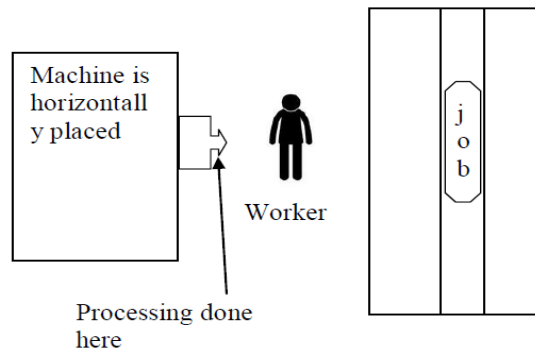 Machine is
horizontall
y placed
j
o
b
Worker
Processing done
here